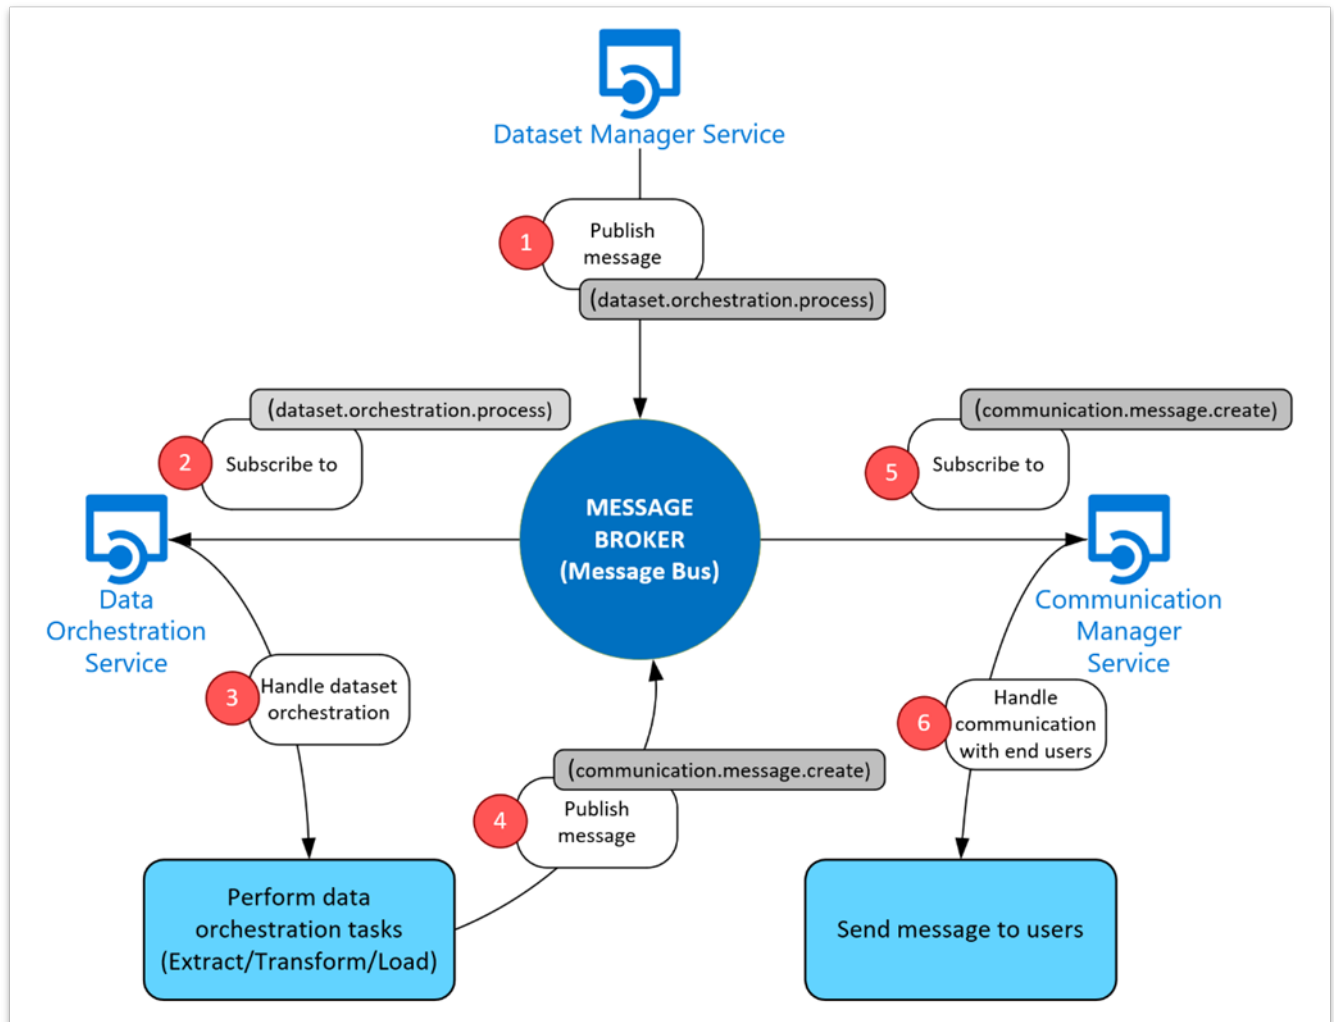 Dataset Manager Service
1
Publish
message
(dataset.orchestration.process)
(dataset.orchestration.process)
2
Subscribe to
(communication.message.create)
5
Subscribe to
MESSAGE
BROKER
(Message Bus)
Data
Orchestration
Service
Communication
Manager
Service
3
Handle dataset
orchestration
6
Handle
communication
with end users
(communication.message.create)
4
Publish
message
Perform data
orchestration tasks
(Extract/Transform/Load)
Send message to users